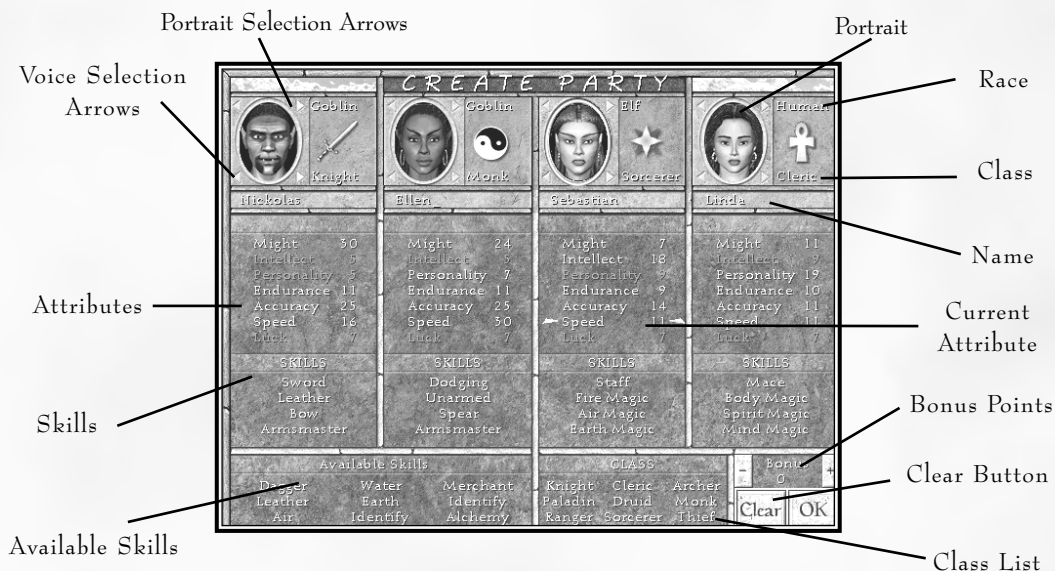 Portrait Selection Arrows
Portrait
Voice Selection
Arrows
Race
Class
Name
Attributes
Current
Attribute
Skills
Bonus Points
Clear Button
Available Skills
Class List
CREATE PARTY
Goblin
Knight
Goblin
Monk
Elf
Sorcerer
Human
Cleric
Nickolas
Ellen_
Sebastian
Linda
Might 30
Intellect 5
Personality 5
Endurance 11
Accuracy 25
Speed 16
Luck 7
Might 24
Intellect 9
Personality 7
Endurance 11
Accuracy 25
Speed 30
Luck 7
Might 7
Intellect 18
Personality 9
Endurance 9
Accuracy 14
Speed 11
Luck 7
Might 11
Intellect 9
Personality 19
Endurance 10
Accuracy 11
Speed 11
Luck 7
SKILLS
Sword
Leather
Bow
Armsmaster
SKILLS
Dodging
Unarmed
Spear
Armsmaster
SKILLS
Staff
Fire Magic
Air Magic
Earth Magic
SKILLS
Mace
Body Magic
Spirit Magic
Mind Magic
Available Skills
Dagger Water Merchant
Leather Earth Identify
Air Identify Alchemy
CLASS
Knight Cleric Archer
Paladin Druid Monk
Ranger Sorcerer Thief
- Bonus +
0
Clear OK